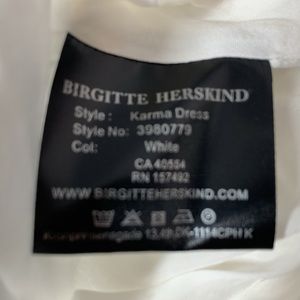 BIRGITTE HERSKIND
Style : Karma Dress
Style No: 3980779
Col: White
CA 40554
RN 157492
WWW.BIRGITTEHERSKIND.COM